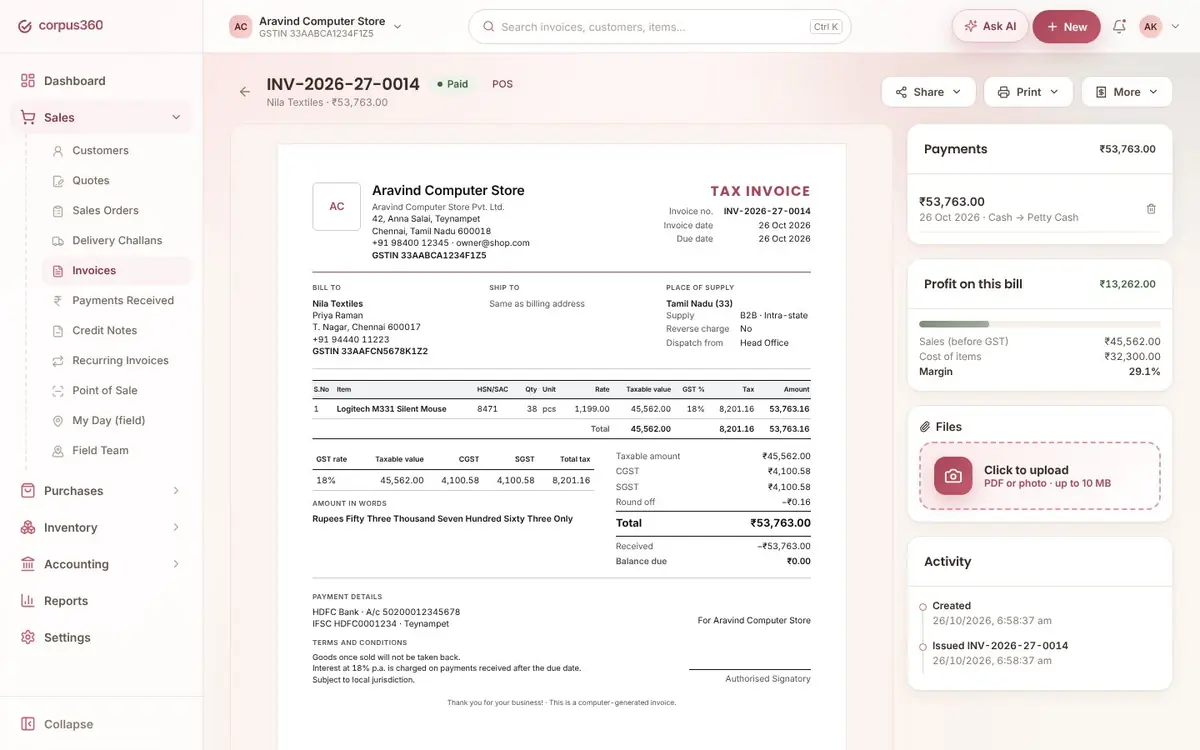 corpus360
AC
Aravind Computer Store
GSTIN 33AABCA1234F1Z5
Search invoices, customers, items...
Ctrl K
Ask AI
+ New
AK
Dashboard
Sales
Customers
Quotes
Sales Orders
Delivery Challans
Invoices
Payments Received
Credit Notes
Recurring Invoices
Point of Sale
My Day (field)
Field Team
Purchases
Inventory
Accounting
Reports
Settings
Collapse
INV-2026-27-0014
Paid
POS
Nila Textiles · ₹53,763.00
Share
Print
More
AC
Aravind Computer Store
Aravind Computer Store Pvt. Ltd.
42, Anna Salai, Teynampet
Chennai, Tamil Nadu 600018
+91 98400 12345 · owner@shop.com
GSTIN 33AABCA1234F1Z5
TAX INVOICE
Invoice no. INV-2026-27-0014
Invoice date 26 Oct 2026
Due date 26 Oct 2026
BILL TO
Nila Textiles
Priya Raman
T. Nagar, Chennai 600017
+91 94440 11223
GSTIN 33AAFCN5678K1Z2
SHIP TO
Same as billing address
PLACE OF SUPPLY
Tamil Nadu (33)
Supply B2B · Intra-state
Reverse charge No
Dispatch from Head Office
S.No Item HSN/SAC Qty Unit Rate Taxable value GST % Tax Amount
1 Logitech M331 Silent Mouse 8471 38 pcs 1,199.00 45,562.00 18% 8,201.16 53,763.16
Total 45,562.00 8,201.16 53,763.16
GST rate Taxable value CGST SGST Total tax
18% 45,562.00 4,100.58 4,100.58 8,201.16
AMOUNT IN WORDS
Rupees Fifty Three Thousand Seven Hundred Sixty Three Only
Taxable amount ₹45,562.00
CGST ₹4,100.58
SGST ₹4,100.58
Round off −₹0.16
Total ₹53,763.00
Received −₹53,763.00
Balance due ₹0.00
PAYMENT DETAILS
HDFC Bank · A/c 50200012345678
IFSC HDFC0001234 · Teynampet
TERMS AND CONDITIONS
Goods once sold will not be taken back.
Interest at 18% p.a. is charged on payments received after the due date.
Subject to local jurisdiction.
For Aravind Computer Store
Authorised Signatory
Thank you for your business! · This is a computer-generated invoice.
Payments ₹53,763.00
₹53,763.00
26 Oct 2026 · Cash → Petty Cash
Profit on this bill ₹13,262.00
Sales (before GST) ₹45,562.00
Cost of items ₹32,300.00
Margin 29.1%
Files
Click to upload
PDF or photo · up to 10 MB
Activity
Created
26/10/2026, 6:58:37 am
Issued INV-2026-27-0014
26/10/2026, 6:58:37 am